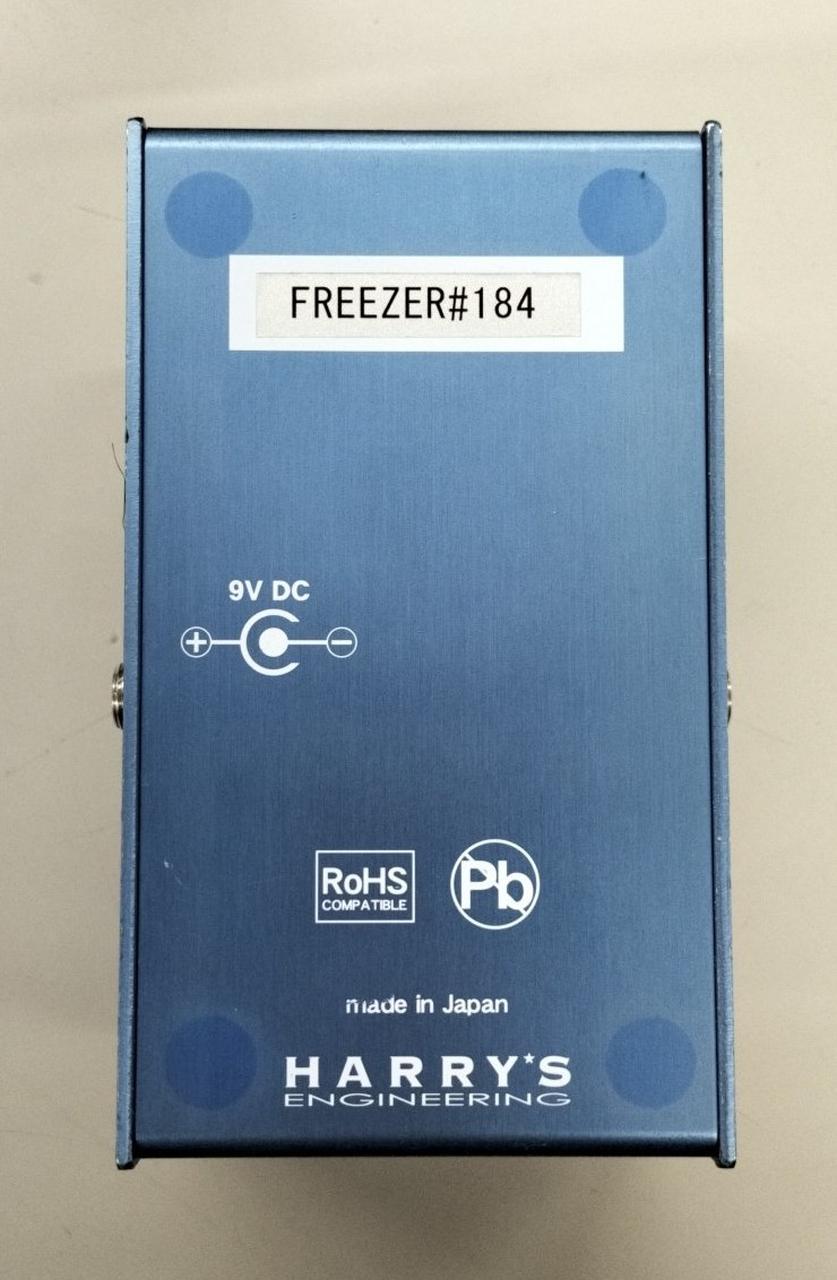 FREEZER#184
9V DC
+ −
RoHS
COMPATIBLE
Pb
made in Japan
HARRY*S
ENGINEERING